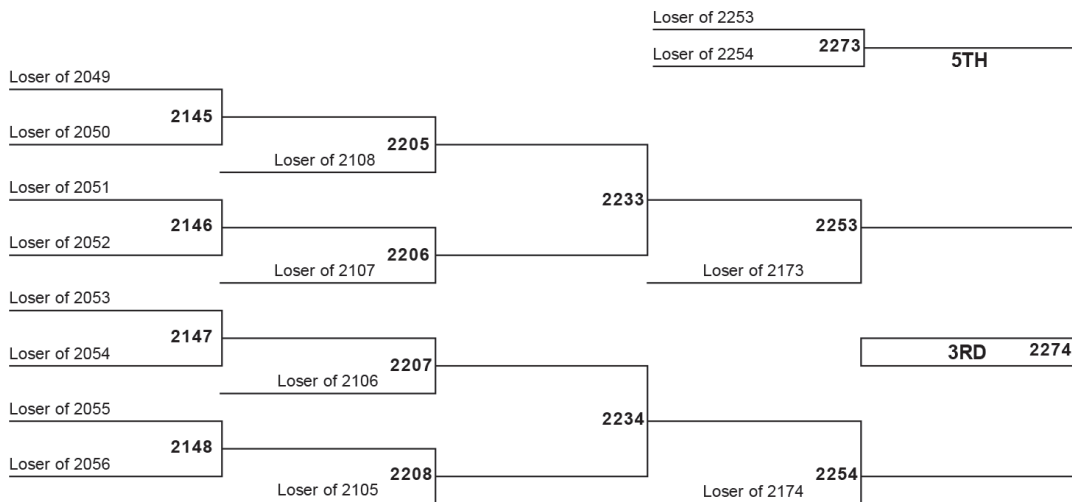 Loser of 2253
Loser of 2254
2273
5TH
Loser of 2049
2145
Loser of 2050
2205
Loser of 2108
Loser of 2051
2146
Loser of 2052
2206
Loser of 2107
2233
2253
Loser of 2173
Loser of 2053
2147
Loser of 2054
2207
Loser of 2106
3RD 2274
Loser of 2055
2148
Loser of 2056
2208
Loser of 2105
2234
2254
Loser of 2174